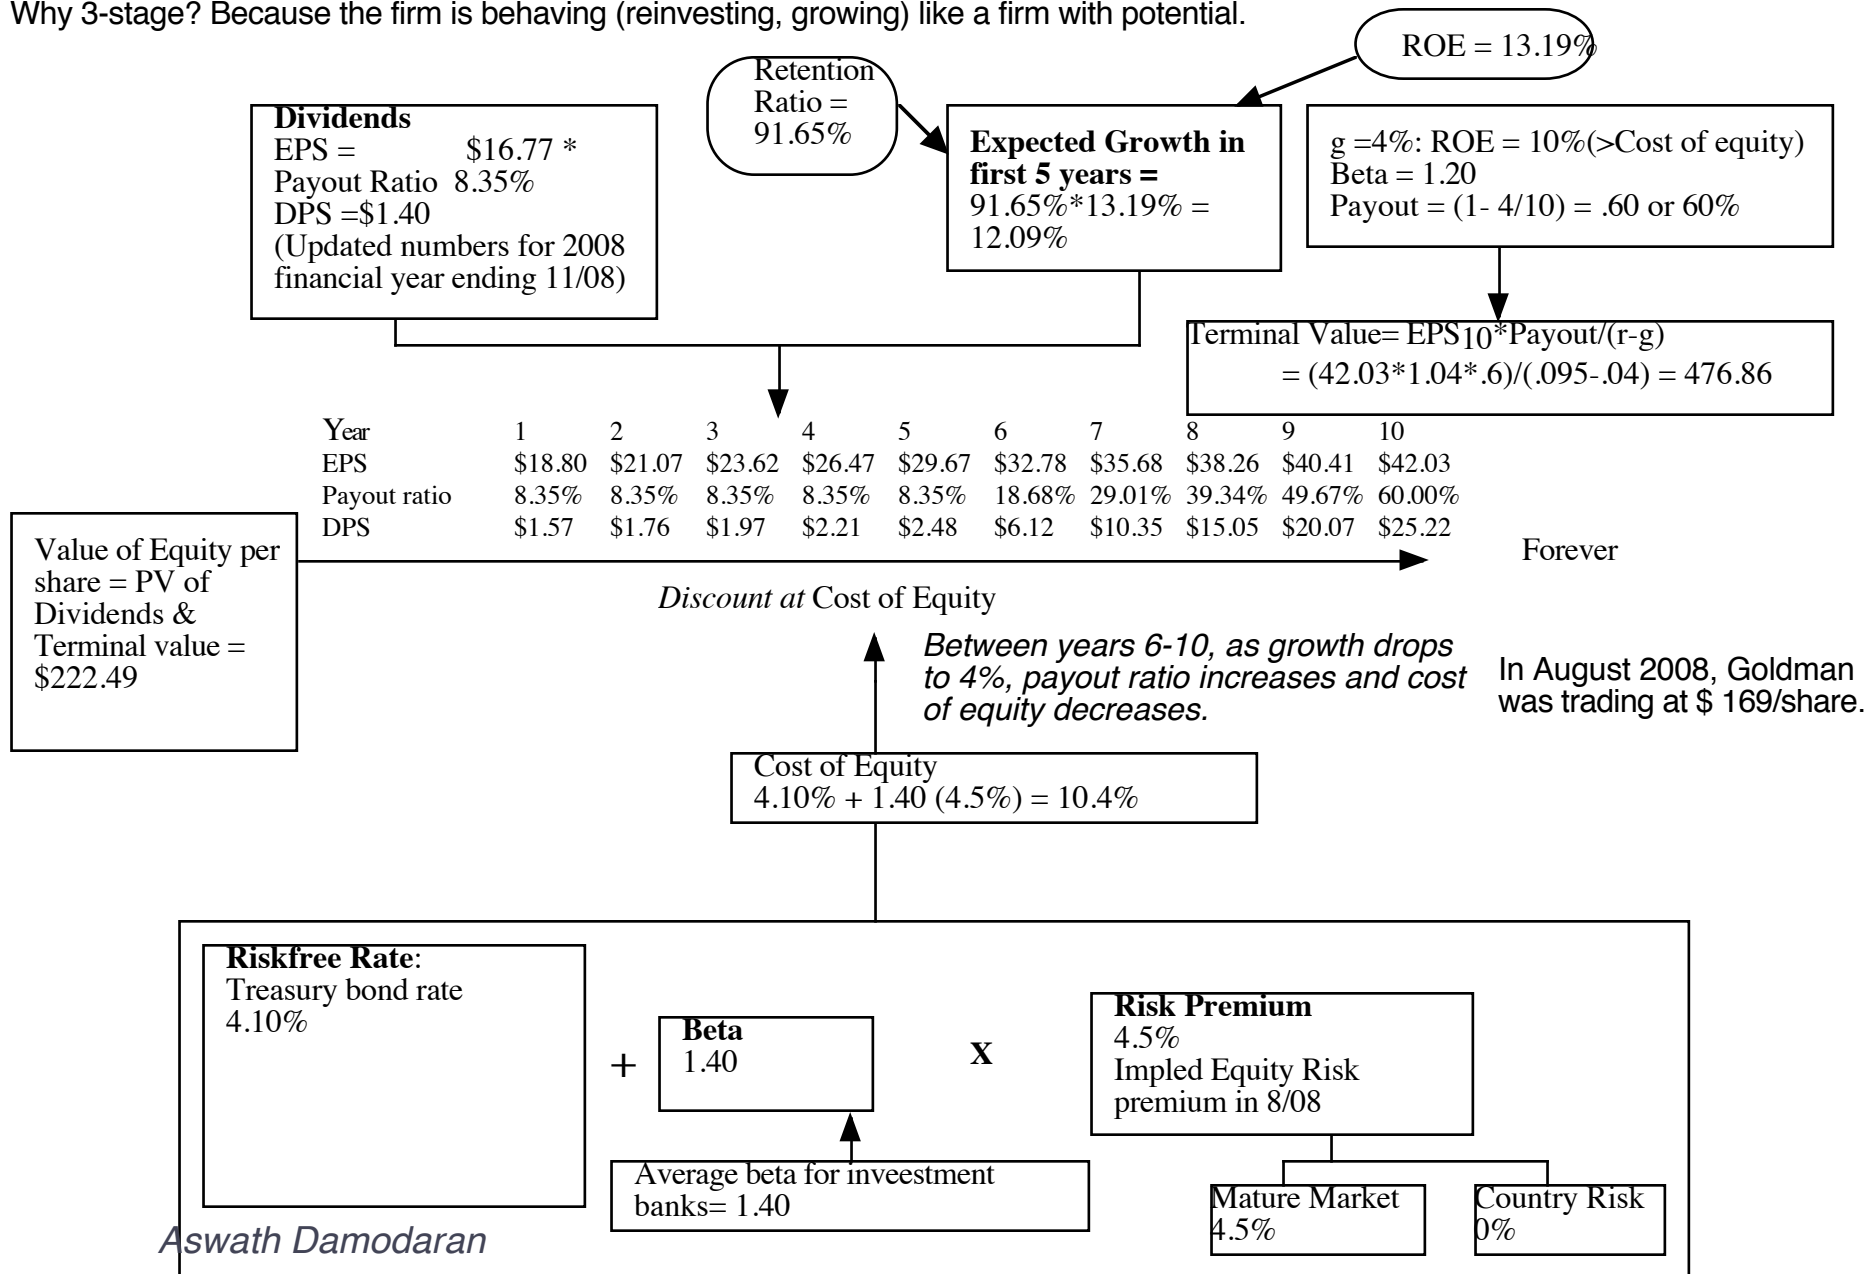 Why 3-stage? Because the firm is behaving (reinvesting, growing) like a firm with potential.
ROE = 13.19%
Retention
Ratio =
91.65%
Dividends
EPS = $16.77 *
Payout Ratio 8.35%
DPS =$1.40
(Updated numbers for 2008
financial year ending 11/08)
Expected Growth in
first 5 years =
91.65%*13.19% =
12.09%
g =4%: ROE = 10%(>Cost of equity)
Beta = 1.20
Payout = (1- 4/10) = .60 or 60%
Terminal Value= EPS10*Payout/(r-g)
= (42.03*1.04*.6)/(.095-.04) = 476.86
Year 1 2 3 4 5 6 7 8 9 10
EPS $18.80 $21.07 $23.62 $26.47 $29.67 $32.78 $35.68 $38.26 $40.41 $42.03
Payout ratio 8.35% 8.35% 8.35% 8.35% 8.35% 18.68% 29.01% 39.34% 49.67% 60.00%
DPS $1.57 $1.76 $1.97 $2.21 $2.48 $6.12 $10.35 $15.05 $20.07 $25.22
Value of Equity per
share = PV of
Dividends &
Terminal value =
$222.49
Forever
Discount at Cost of Equity
Between years 6-10, as growth drops
to 4%, payout ratio increases and cost
of equity decreases.
In August 2008, Goldman
was trading at $ 169/share.
Cost of Equity
4.10% + 1.40 (4.5%) = 10.4%
Riskfree Rate:
Treasury bond rate
4.10%
+
Beta
1.40
X
Risk Premium
4.5%
Impled Equity Risk
premium in 8/08
Average beta for inveestment
banks= 1.40
Mature Market
4.5%
Country Risk
0%
Aswath Damodaran